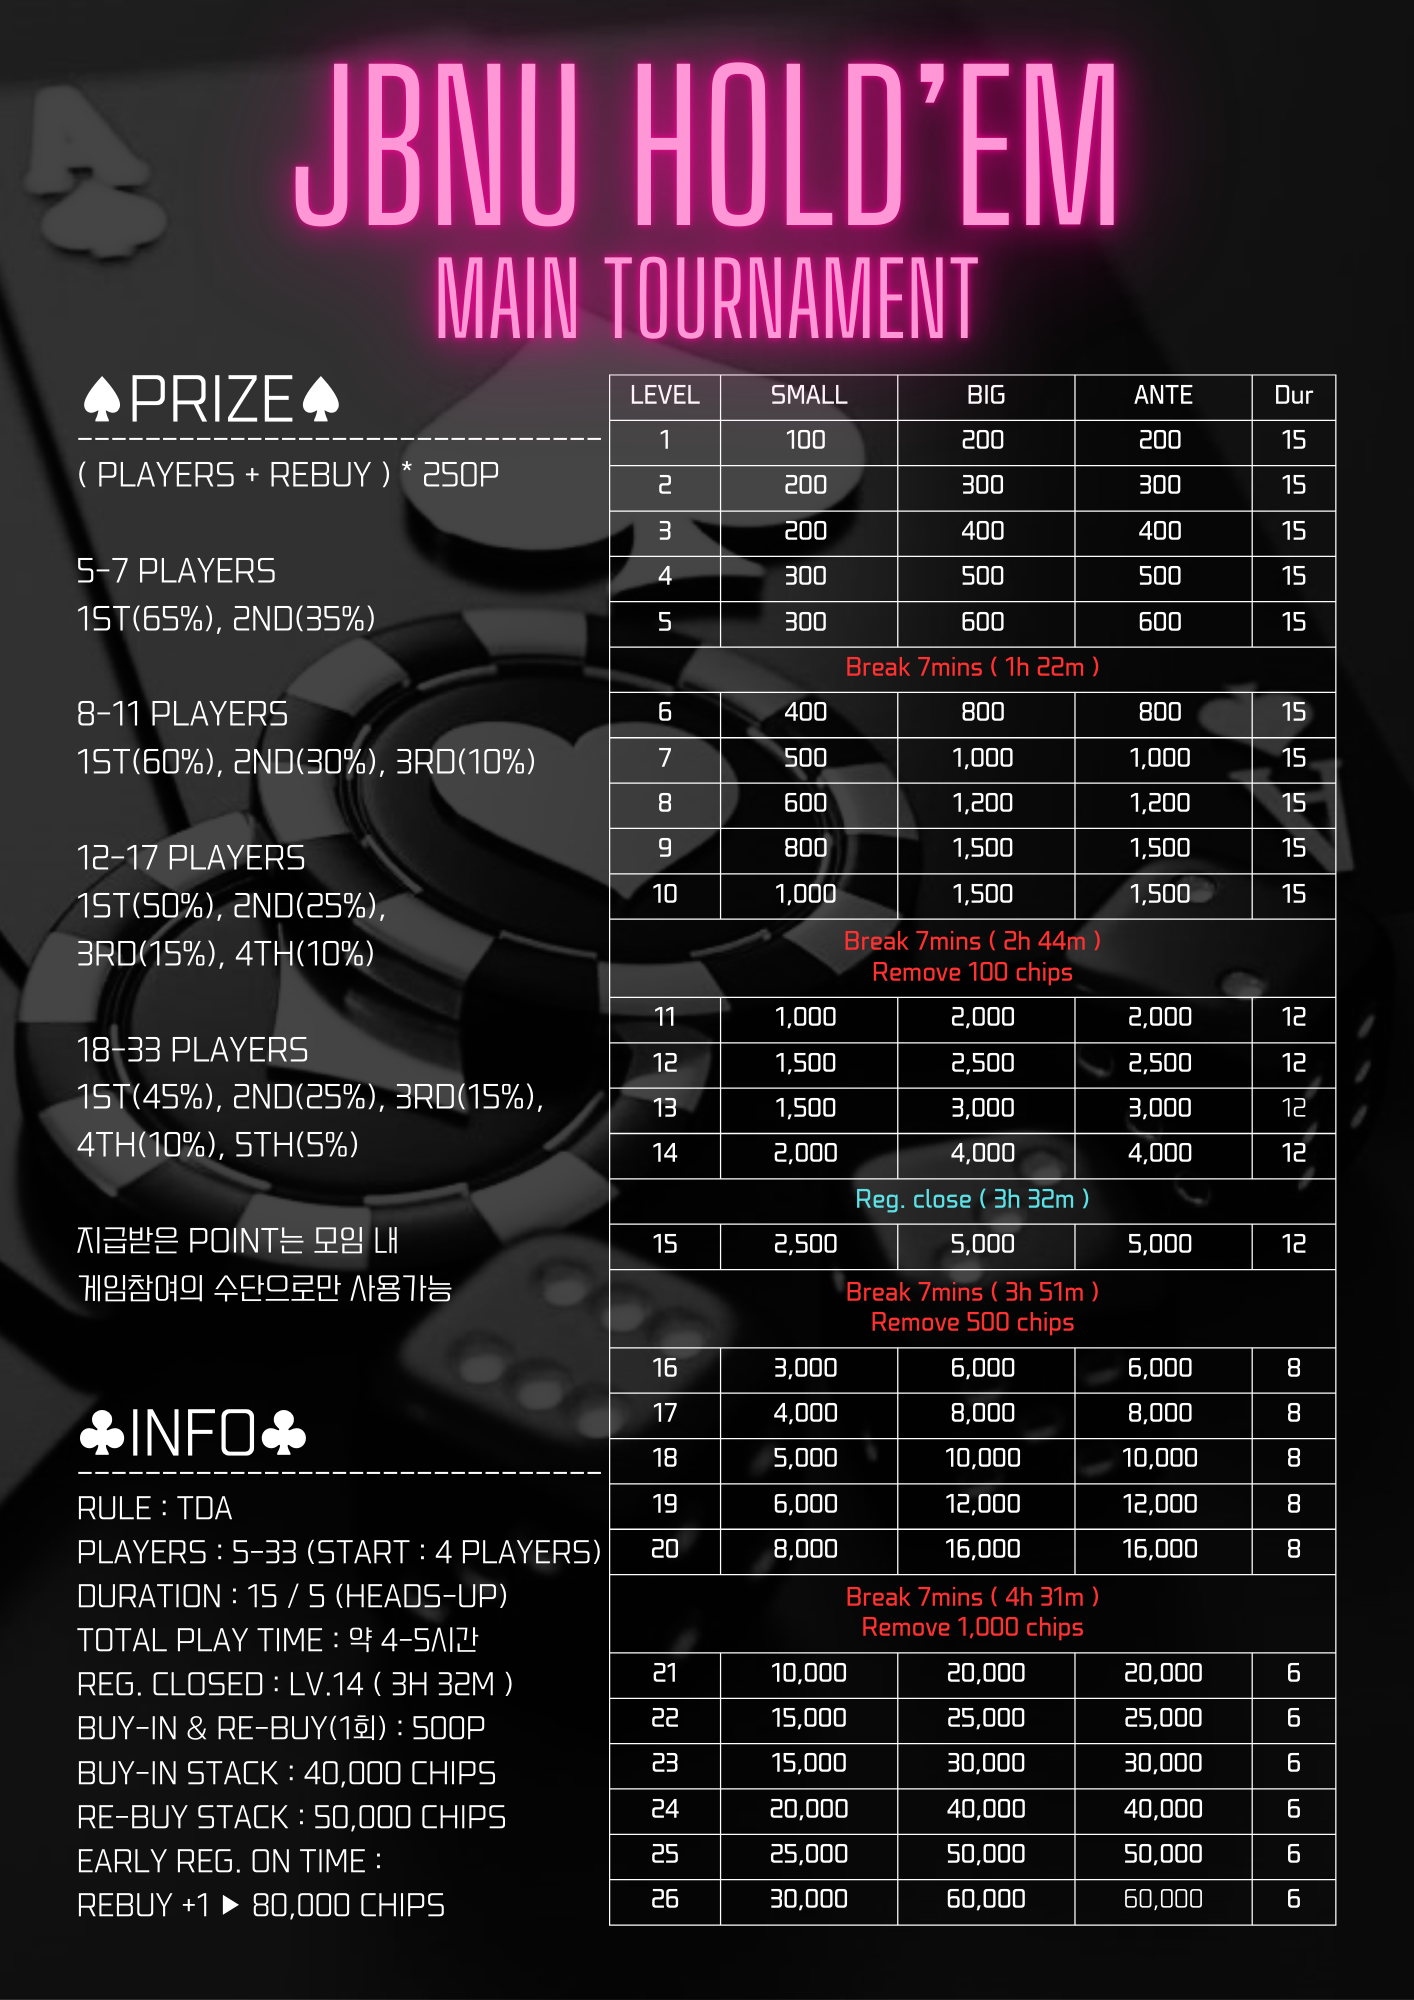 JBNU HOLD'EM
MAIN TOURNAMENT
♠PRIZE♠
( PLAYERS + REBUY ) * 250P
5-7 PLAYERS
1ST(65%), 2ND(35%)
8-11 PLAYERS
1ST(60%), 2ND(30%), 3RD(10%)
12-17 PLAYERS
1ST(50%), 2ND(25%),
3RD(15%), 4TH(10%)
18-33 PLAYERS
1ST(45%), 2ND(25%), 3RD(15%),
4TH(10%), 5TH(5%)
지급받은 POINT는 모임 내
게임참여의 수단으로만 사용가능
♣INFO♣
RULE : TDA
PLAYERS : 5-33 (START : 4 PLAYERS)
DURATION : 15 / 5 (HEADS-UP)
TOTAL PLAY TIME : 약 4-5시간
REG. CLOSED : LV.14 ( 3H 32M )
BUY-IN & RE-BUY(1회) : 500P
BUY-IN STACK : 40,000 CHIPS
RE-BUY STACK : 50,000 CHIPS
EARLY REG. ON TIME :
REBUY +1 ▶ 80,000 CHIPS
LEVEL SMALL BIG ANTE Dur
1 100 200 200 15
2 200 300 300 15
3 200 400 400 15
4 300 500 500 15
5 300 600 600 15
Break 7mins ( 1h 22m )
6 400 800 800 15
7 500 1,000 1,000 15
8 600 1,200 1,200 15
9 800 1,500 1,500 15
10 1,000 1,500 1,500 15
Break 7mins ( 2h 44m )
Remove 100 chips
11 1,000 2,000 2,000 12
12 1,500 2,500 2,500 12
13 1,500 3,000 3,000 12
14 2,000 4,000 4,000 12
Reg. close ( 3h 32m )
15 2,500 5,000 5,000 12
Break 7mins ( 3h 51m )
Remove 500 chips
16 3,000 6,000 6,000 8
17 4,000 8,000 8,000 8
18 5,000 10,000 10,000 8
19 6,000 12,000 12,000 8
20 8,000 16,000 16,000 8
Break 7mins ( 4h 31m )
Remove 1,000 chips
21 10,000 20,000 20,000 6
22 15,000 25,000 25,000 6
23 15,000 30,000 30,000 6
24 20,000 40,000 40,000 6
25 25,000 50,000 50,000 6
26 30,000 60,000 60,000 6